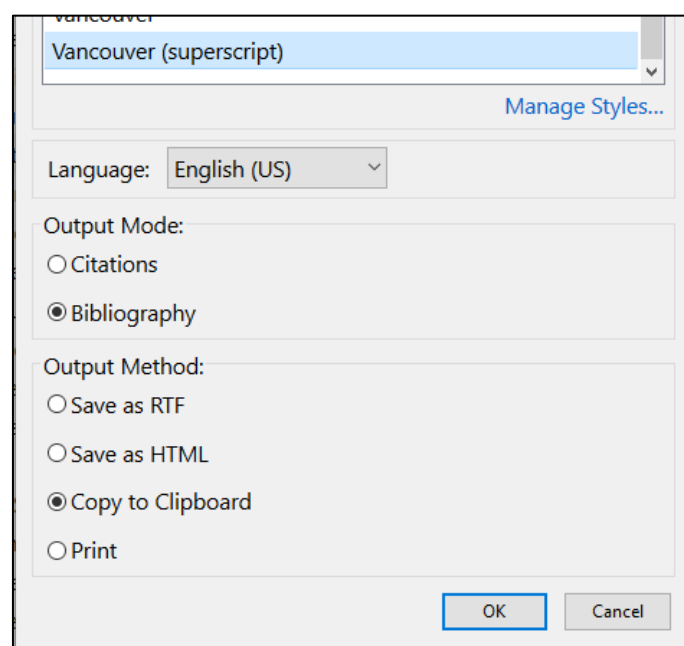 Vancouver
Vancouver (superscript)
Manage Styles...
Language: English (US)
Output Mode:
Citations
Bibliography
Output Method:
Save as RTF
Save as HTML
Copy to Clipboard
Print
OK Cancel